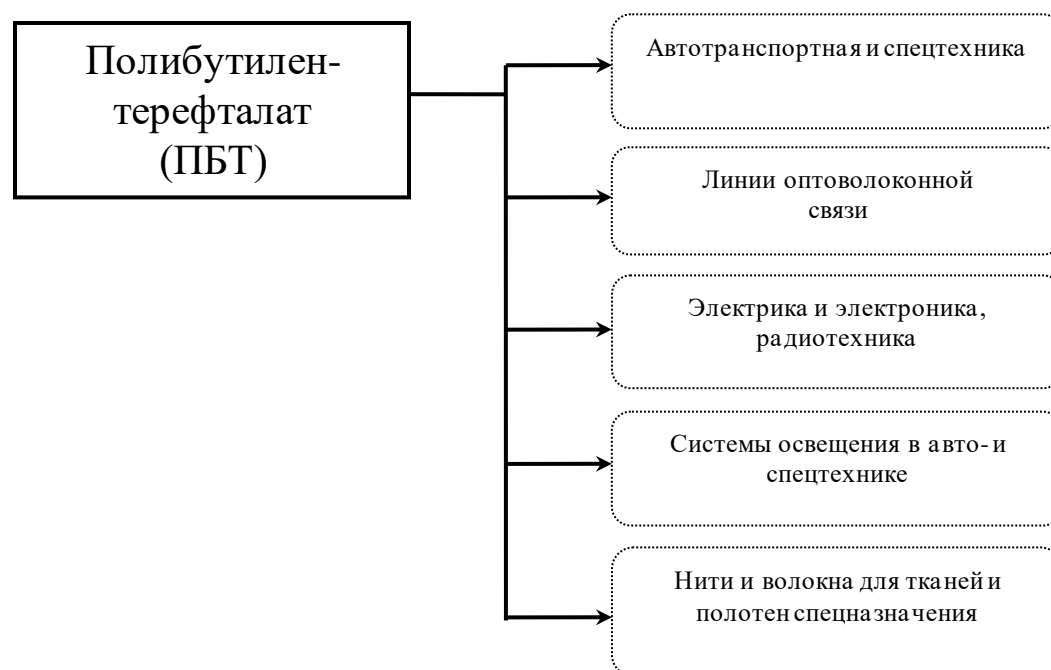 Полибутилен-
терефталат
(ПБТ)
Автотранспортная и спецтехника
Линии оптоволоконной
связи
Электрика и электроника,
радиотехника
Системы освещения в авто- и
спецтехнике
Нити и волокна для тканей и
полотен спецназначения